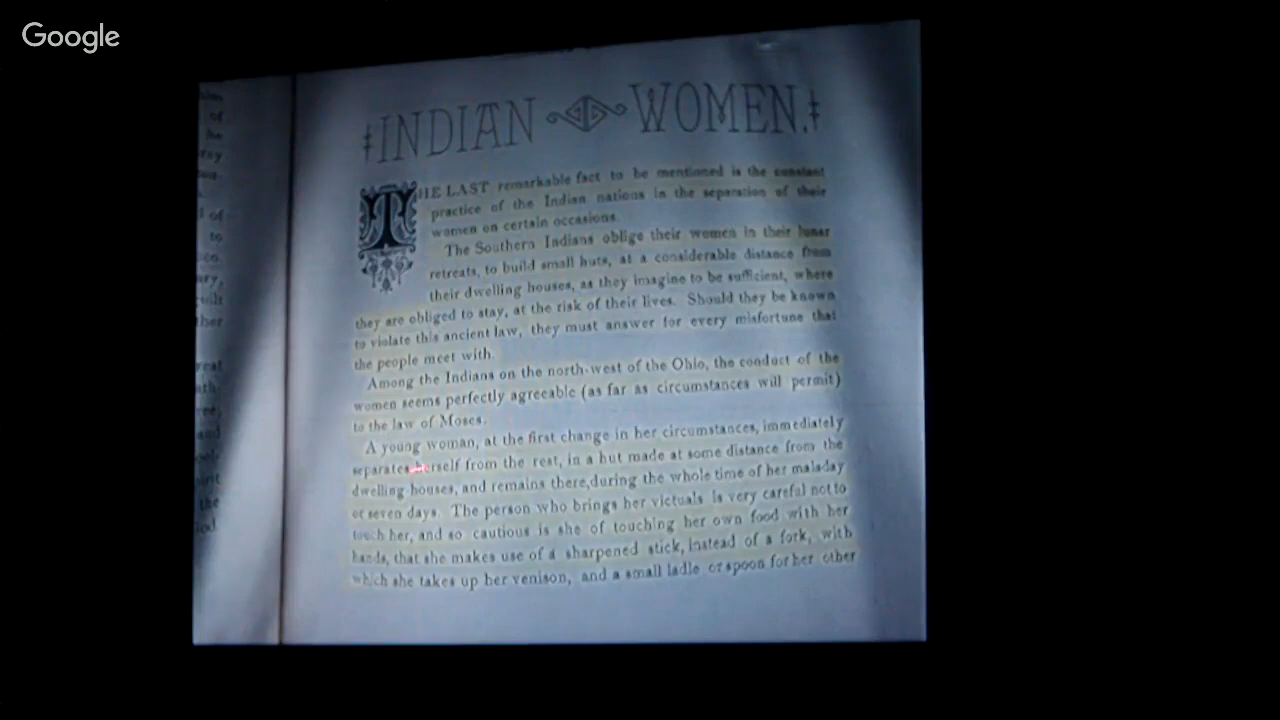 Google
INDIAN WOMEN.
THE LAST remarkable fact to be mentioned is the constant
practice of the Indian nations in the separation of their
women on certain occasions.
The Southern Indians oblige their women in their lunar
retreats, to build small huts, at a considerable distance from
their dwelling houses, as they imagine to be sufficient, where
they are obliged to stay, at the risk of their lives. Should they be known
to violate this ancient law, they must answer for every misfortune that
the people meet with.
Among the Indians on the north-west of the Ohio, the conduct of the
women seems perfectly agreeable (as far as circumstances will permit)
to the law of Moses.
A young woman, at the first change in her circumstances, immediately
separates herself from the rest, in a hut made at some distance from the
dwelling-houses, and remains there, during the whole time of her maladay
or seven days. The person who brings her victuals is very careful not to
touch her, and so cautious is she of touching her own food with her
hands, that she makes use of a sharpened stick, instead of a fork, with
which she takes up her venison, and a small ladle or spoon for her other